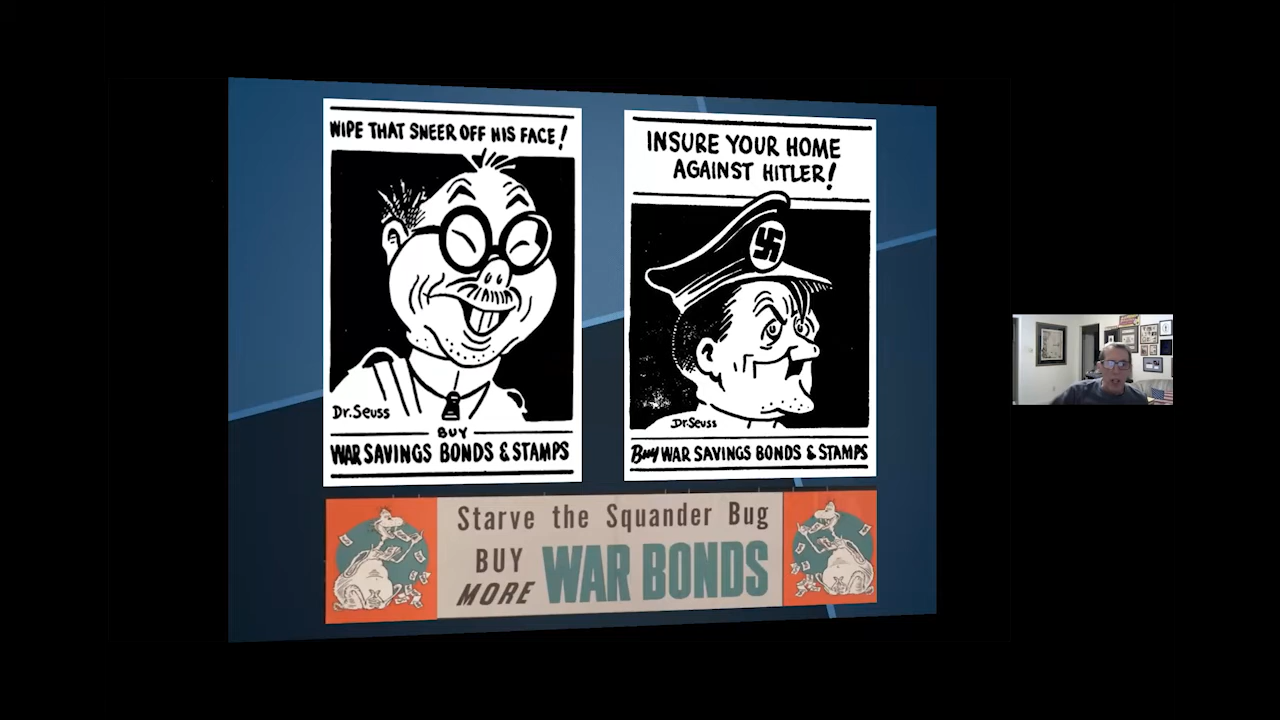 WIPE THAT SNEER OFF HIS FACE!
Dr. Seuss
BUY
WAR SAVINGS BONDS & STAMPS
INSURE YOUR HOME
AGAINST HITLER!
Dr. Seuss
Buy WAR SAVINGS BONDS & STAMPS
Starve the Squander Bug
BUY
MORE
WAR BONDS